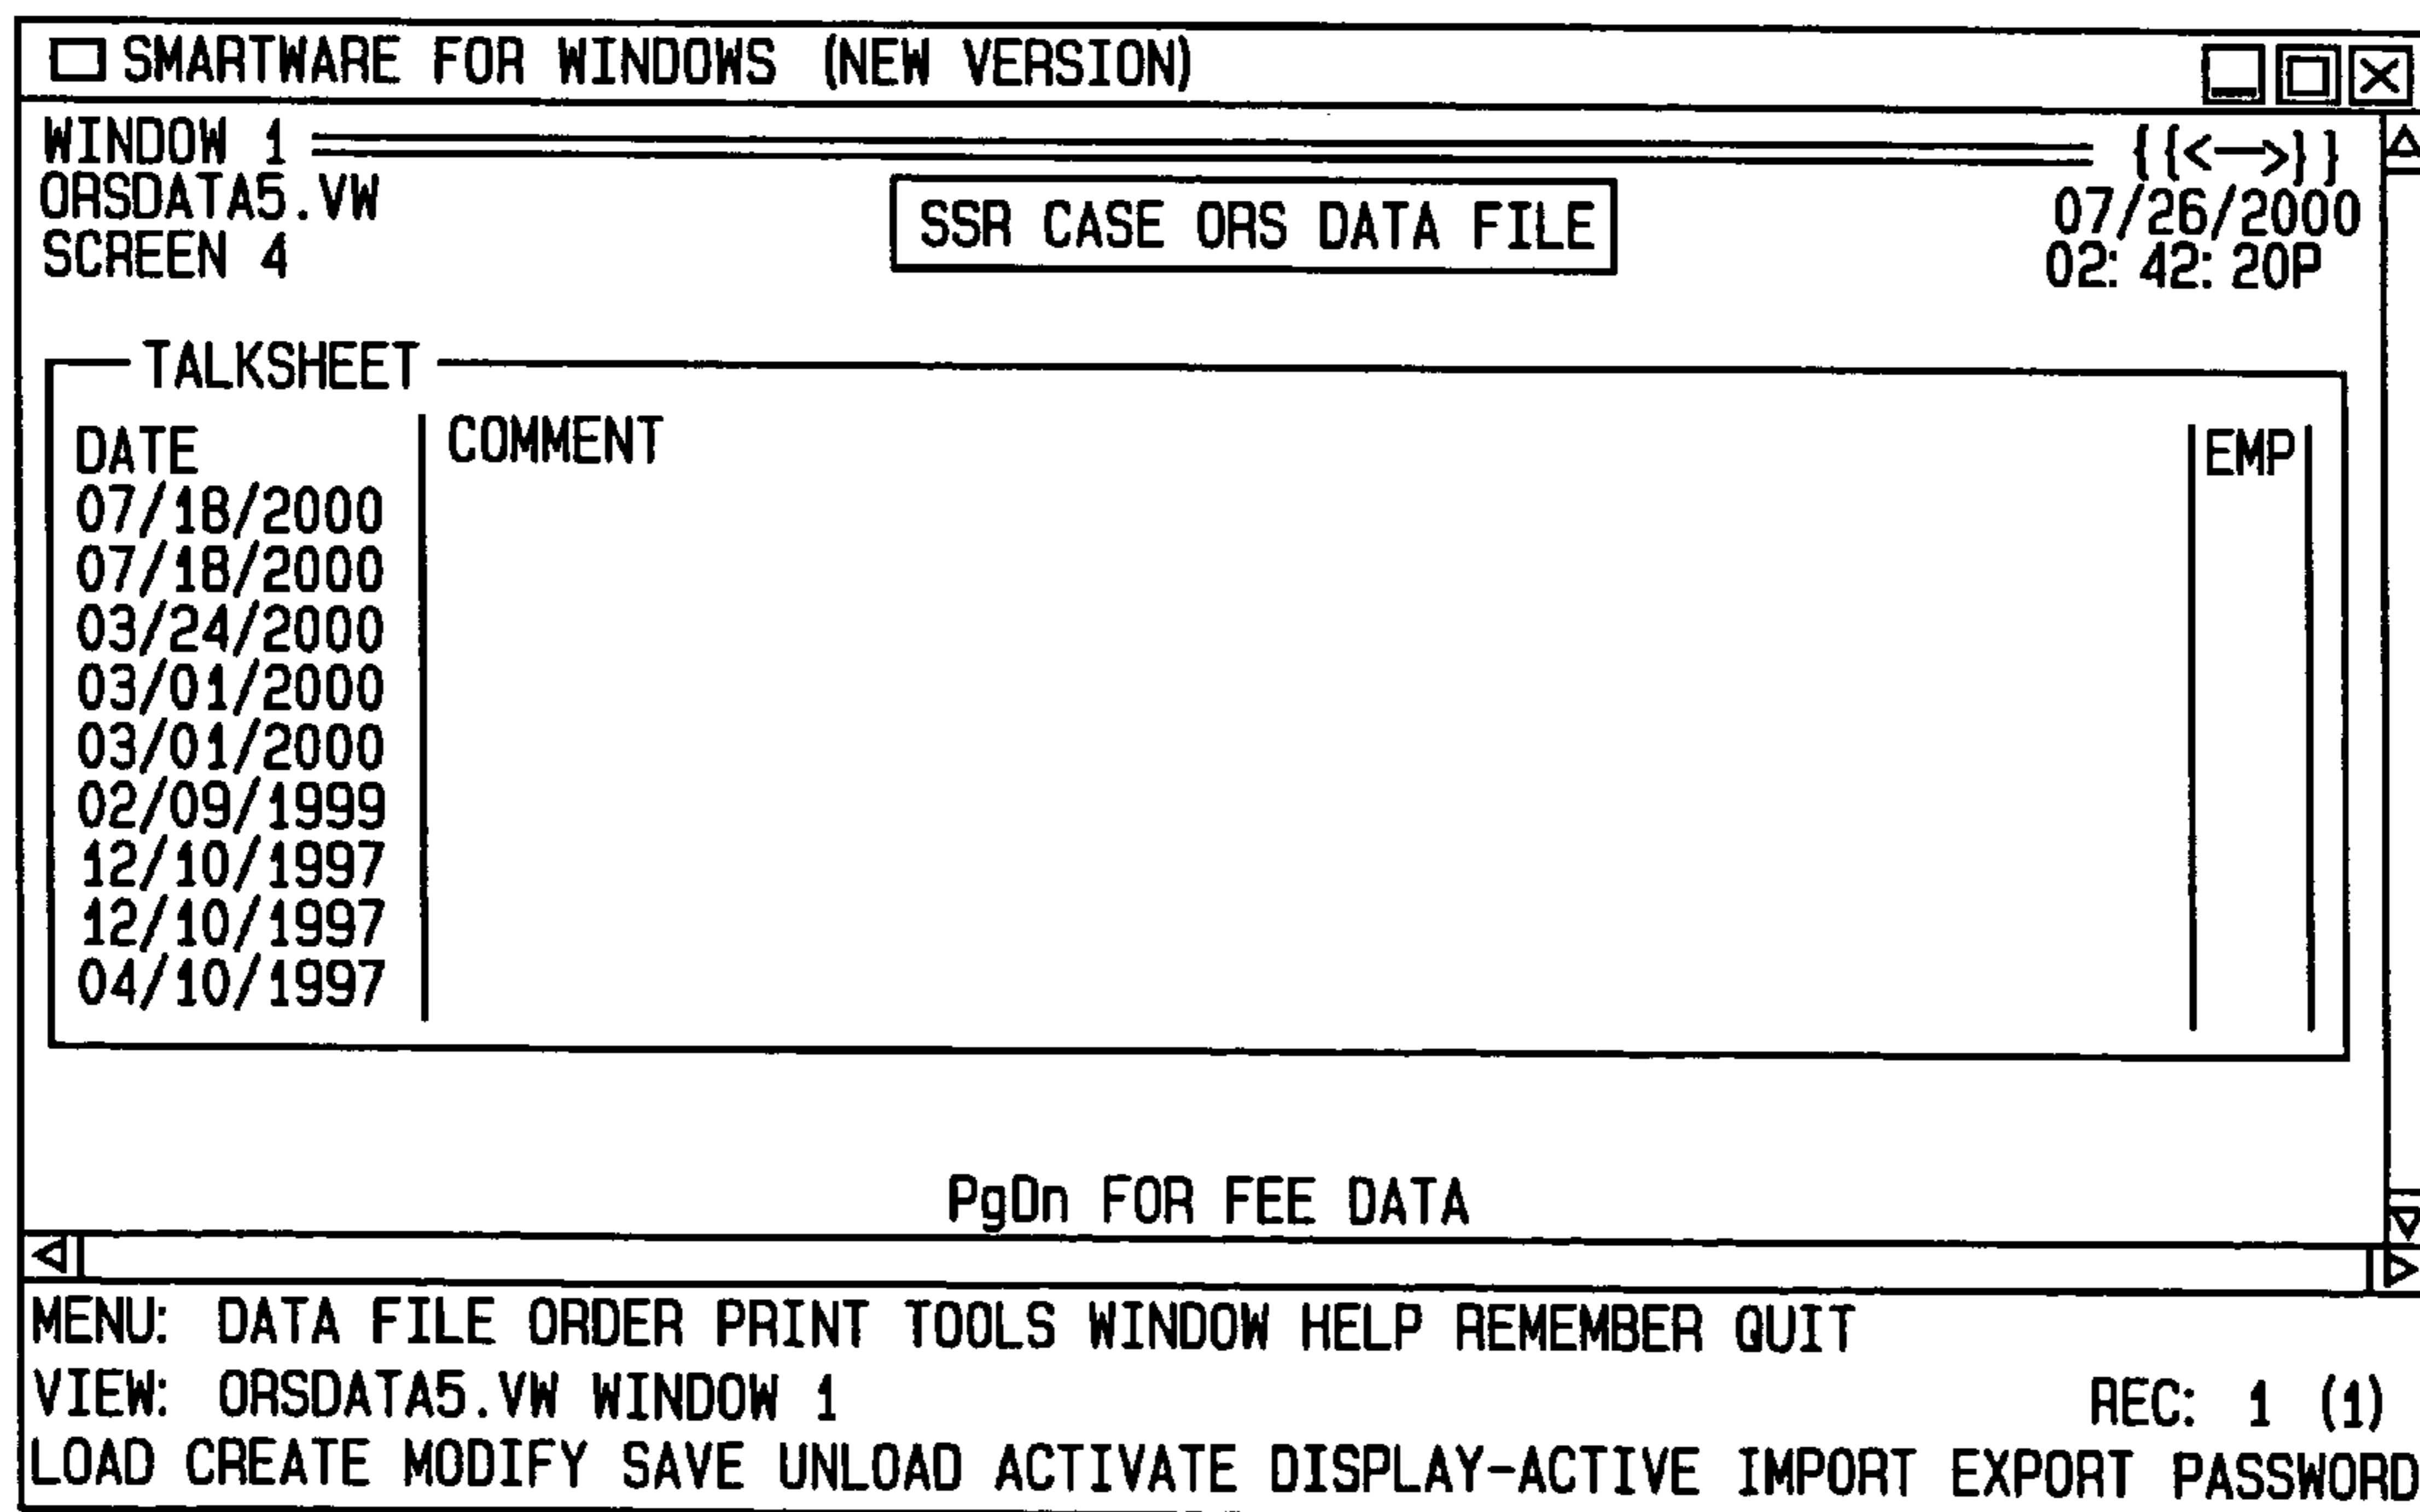 SMARTWARE FOR WINDOWS (NEW VERSION)
WINDOW 1 {{<—>}}
ORSDATA5.VW 07/26/2000
SSR CASE ORS DATA FILE
SCREEN 4 02: 42: 20P
TALKSHEET
DATE COMMENT EMP
07/18/2000
07/18/2000
03/24/2000
03/01/2000
03/01/2000
02/09/1999
12/10/1997
12/10/1997
04/10/1997
PgDn FOR FEE DATA
MENU: DATA FILE ORDER PRINT TOOLS WINDOW HELP REMEMBER QUIT
VIEW: ORSDATA5.VW WINDOW 1 REC: 1 (1)
LOAD CREATE MODIFY SAVE UNLOAD ACTIVATE DISPLAY-ACTIVE IMPORT EXPORT PASSWORD